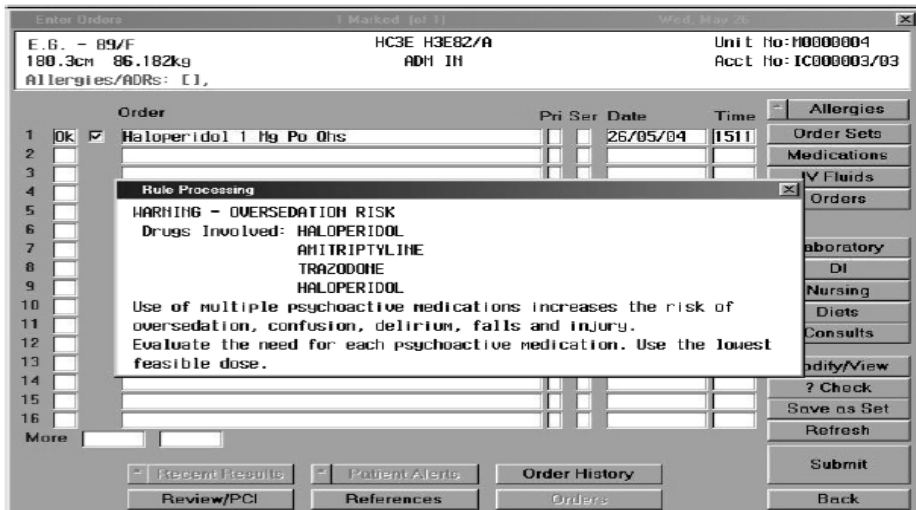 Enter Orders 1 Marked [of 1] Wed, May 26
E.G. - 89/F HC3E H3E82/A Unit No:M0000004
180.3cm 86.182kg ADM IN Acct No:IC000003/03
Allergies/ADRs: [],
Order Pri Ser Date Time
Allergies
1 Ok Haloperidol 1 Mg Po Qhs 26/05/04 1511
Order Sets
2
Medications
3
IV Fluids
4
Orders
Rule Processing
WARNING - OVERSEDATION RISK
Drugs Involved: HALOPERIDOL
AMITRIPTYLINE
TRAZODONE
HALOPERIDOL
Use of multiple psychoactive medications increases the risk of
oversedation, confusion, delirium, falls and injury.
Evaluate the need for each psychoactive medication. Use the lowest
feasible dose.
5
6
7
aboratory
8
DI
9
Nursing
10
Diets
11
Consults
12
13
odify/View
14
? Check
15
Save as Set
16
Refresh
More
Submit
Recent Results Patient Alerts Order History
Review/PCI References Orders Back